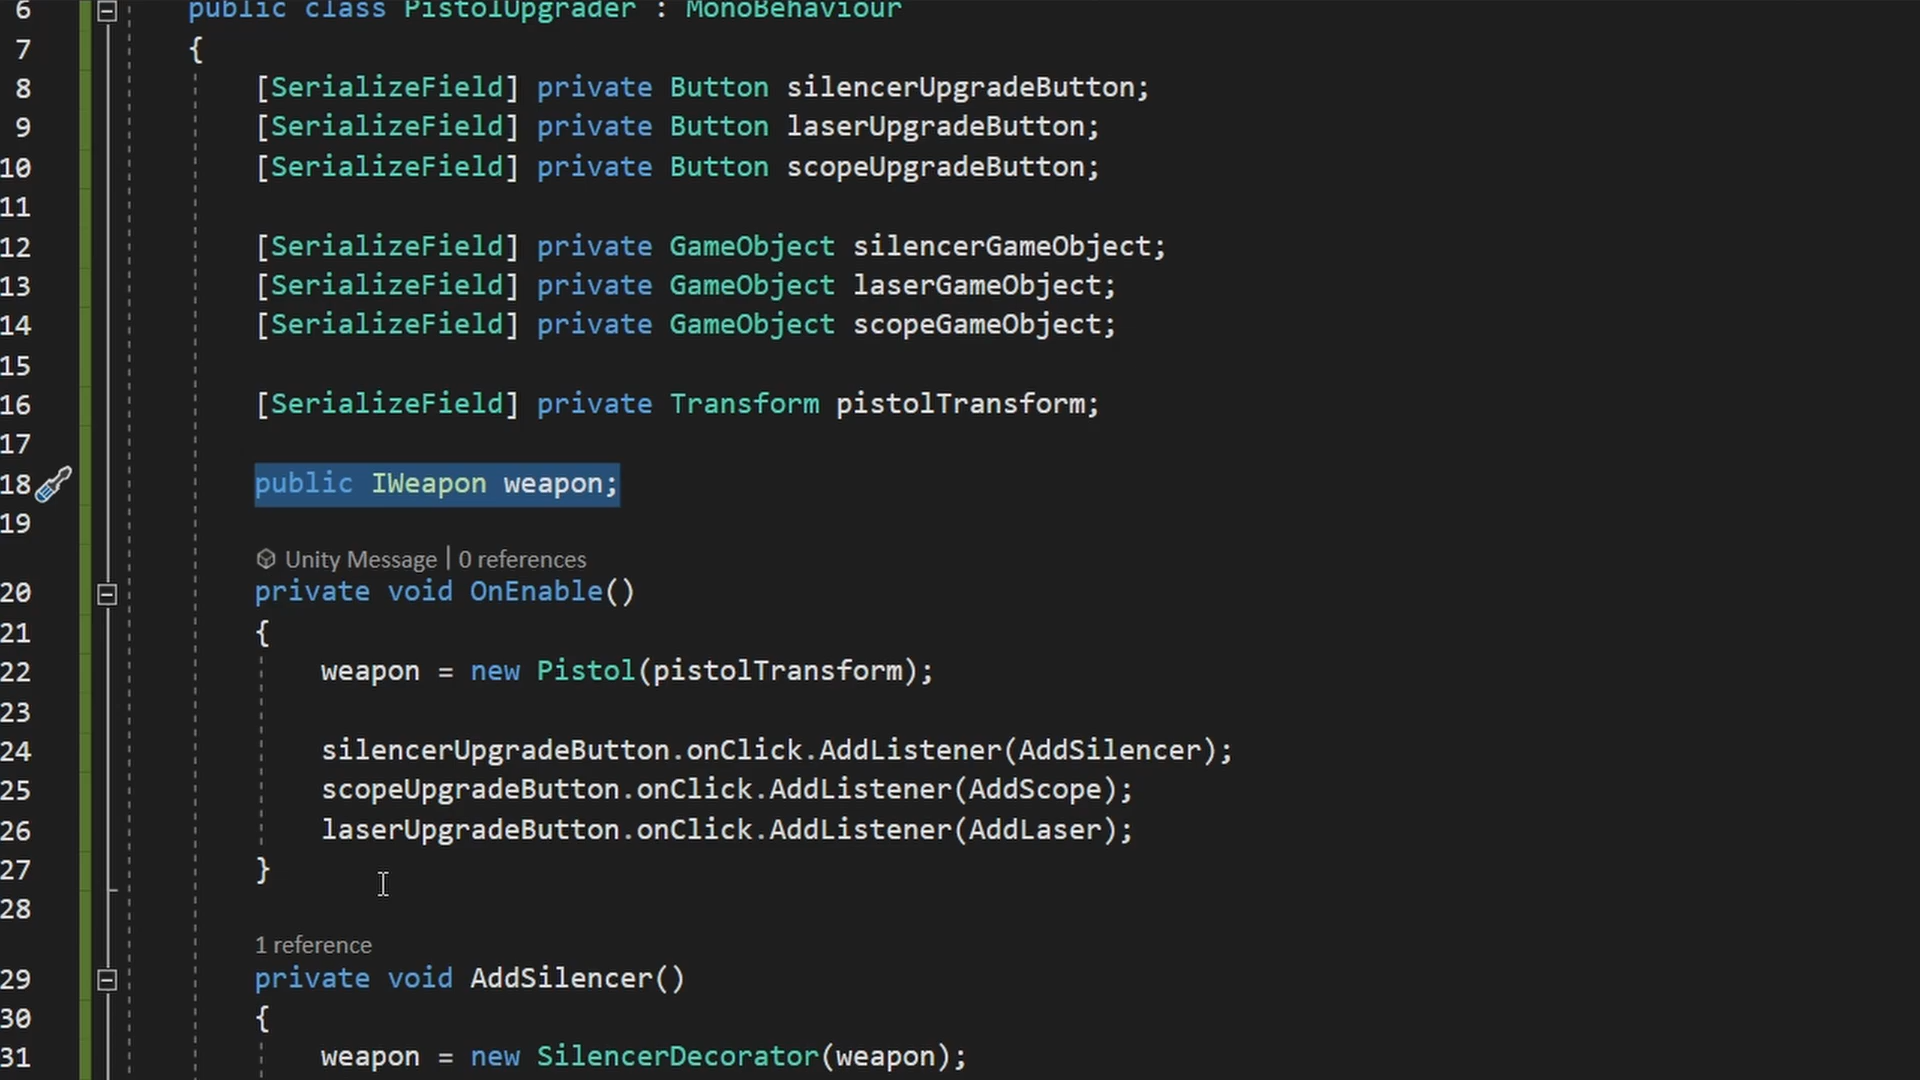 6 public class PistolUpgrader : MonoBehaviour
7 {
8 [SerializeField] private Button silencerUpgradeButton;
9 [SerializeField] private Button laserUpgradeButton;
10 [SerializeField] private Button scopeUpgradeButton;
11
12 [SerializeField] private GameObject silencerGameObject;
13 [SerializeField] private GameObject laserGameObject;
14 [SerializeField] private GameObject scopeGameObject;
15
16 [SerializeField] private Transform pistolTransform;
17
18 public IWeapon weapon;
19
Unity Message | 0 references
20 private void OnEnable()
21 {
22 weapon = new Pistol(pistolTransform);
23
24 silencerUpgradeButton.onClick.AddListener(AddSilencer);
25 scopeUpgradeButton.onClick.AddListener(AddScope);
26 laserUpgradeButton.onClick.AddListener(AddLaser);
27 }
28
1 reference
29 private void AddSilencer()
30 {
31 weapon = new SilencerDecorator(weapon);